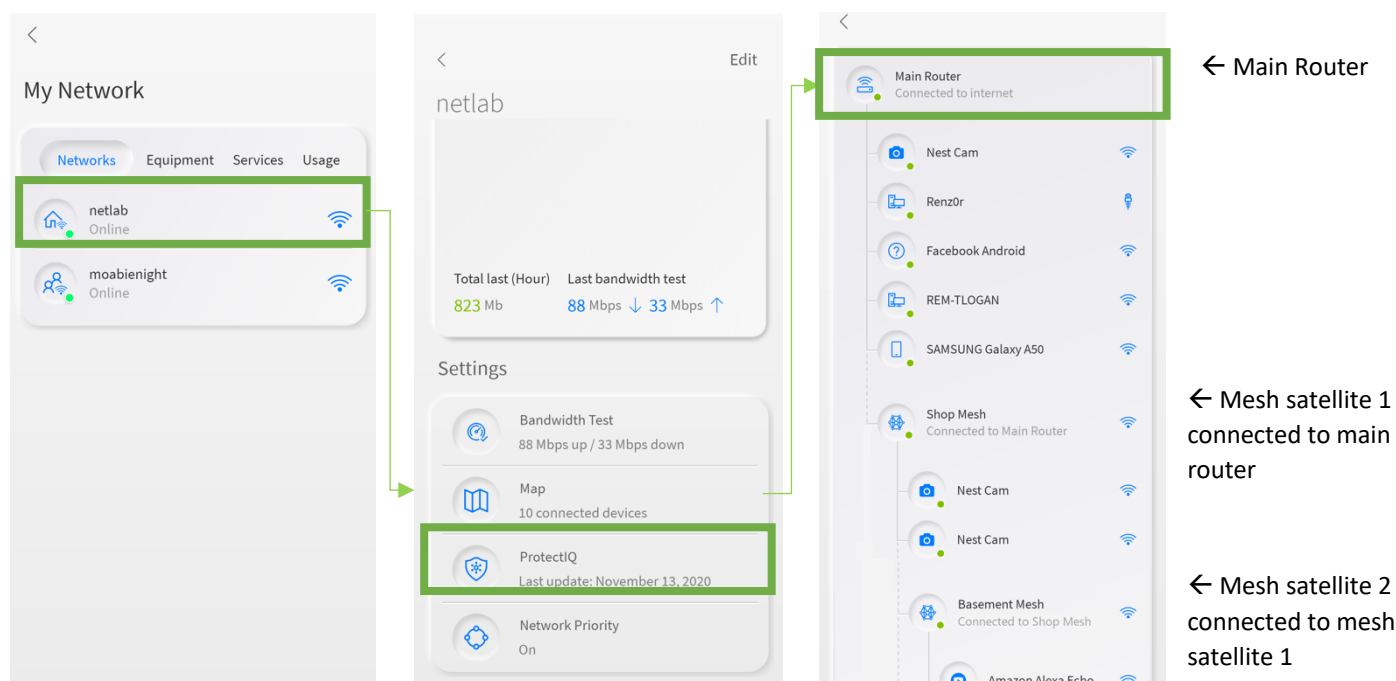 My Network
Networks Equipment Services Usage
netlab
Online
moabienight
Online
Edit
netlab
Total last (Hour) Last bandwidth test
823 Mb 88 Mbps ↓ 33 Mbps ↑
Settings
Bandwidth Test
88 Mbps up / 33 Mbps down
Map
10 connected devices
ProtectIQ
Last update: November 13, 2020
Network Priority
On
Main Router
Connected to internet
Nest Cam
Renz0r
Facebook Android
REM-TLOGAN
SAMSUNG Galaxy A50
Shop Mesh
Connected to Main Router
Nest Cam
Nest Cam
Basement Mesh
Connected to Shop Mesh
Amazon Alexa Echo
← Main Router
← Mesh satellite 1
connected to main
router
← Mesh satellite 2
connected to mesh
satellite 1